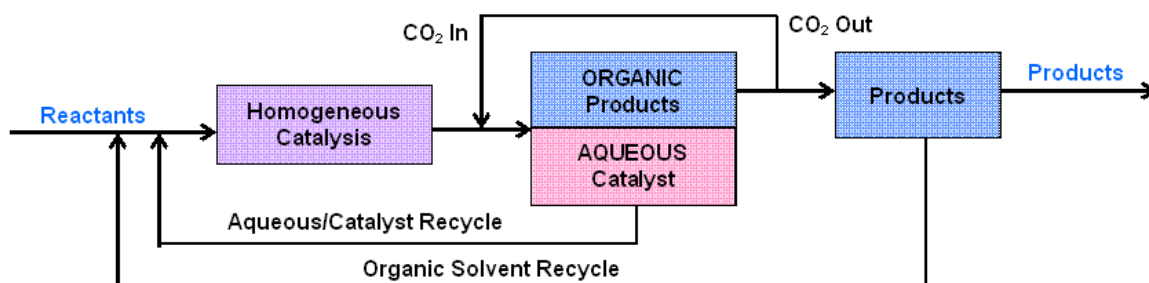 CO₂ In
CO₂ Out
Reactants
Homogeneous
Catalysis
ORGANIC
Products
AQUEOUS
Catalyst
Products
Products
Aqueous/Catalyst Recycle
Organic Solvent Recycle